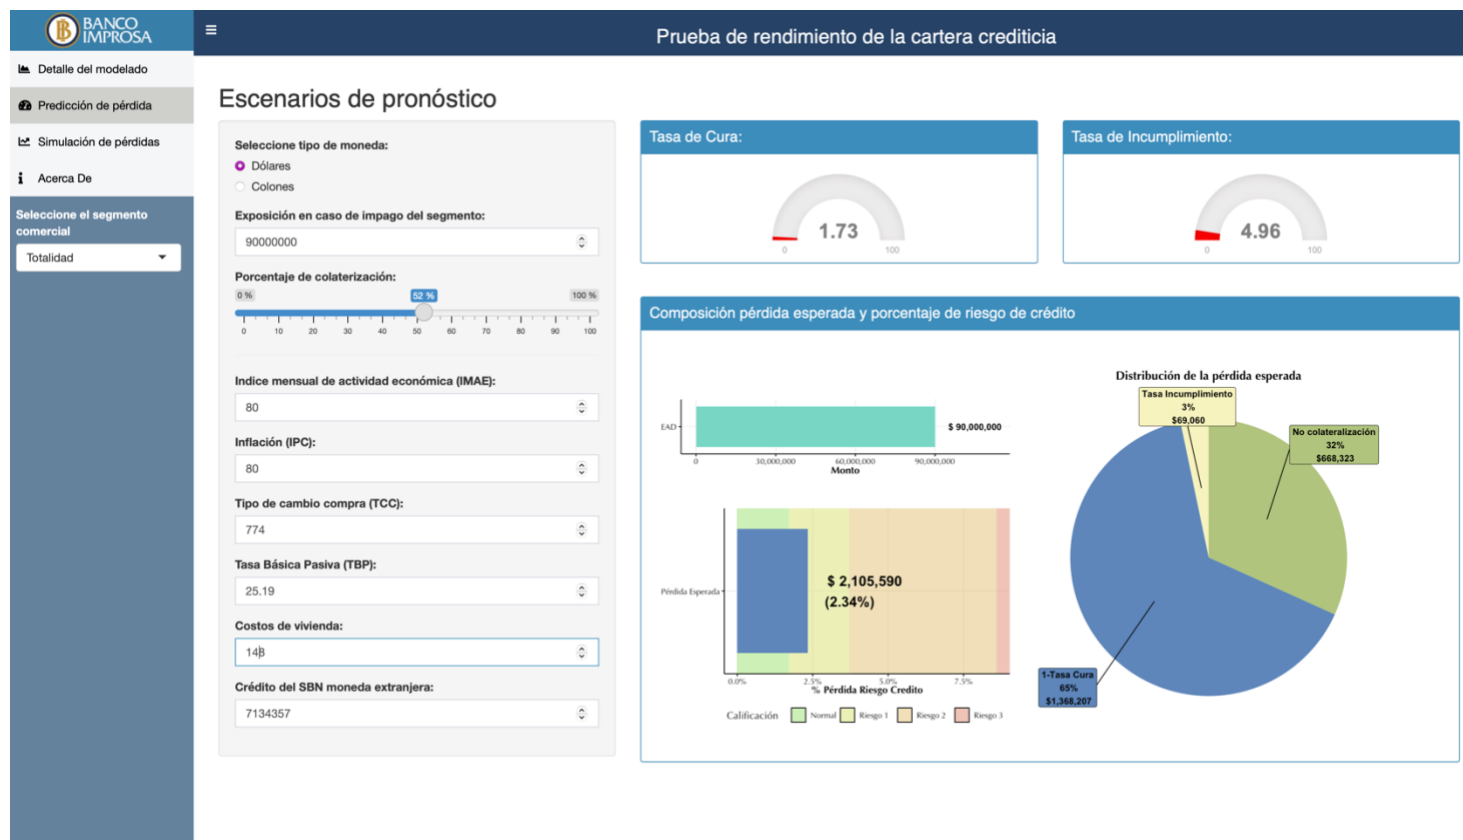 BANCO
IMPROSA
Prueba de rendimiento de la cartera crediticia
Detalle del modelado
Predicción de pérdida
Simulación de pérdidas
Acerca De
Seleccione el segmento
comercial
Totalidad
Escenarios de pronóstico
Seleccione tipo de moneda:
Dólares
Colones
Exposición en caso de impago del segmento:
90000000
Porcentaje de colaterización:
0 % 52 % 100 %
0 10 20 30 40 50 60 70 80 90 100
Indice mensual de actividad económica (IMAE):
80
Inflación (IPC):
80
Tipo de cambio compra (TCC):
774
Tasa Básica Pasiva (TBP):
25.19
Costos de vivienda:
148
Crédito del SBN moneda extranjera:
7134357
Tasa de Cura:
1.73
0 100
Tasa de Incumplimiento:
4.96
0 100
Composición pérdida esperada y porcentaje de riesgo de crédito
EAD
$ 90,000,000
0 30,000,000 60,000,000 90,000,000
Monto
Pérdida Esperada
$ 2,105,590
(2.34%)
0.0% 2.5% 5.0% 7.5%
% Pérdida Riesgo Credito
Calificación Normal Riesgo 1 Riesgo 2 Riesgo 3
Distribución de la pérdida esperada
Tasa Incumplimiento
3%
$69,060
No colateralización
32%
$668,323
1-Tasa Cura
65%
$1,368,207